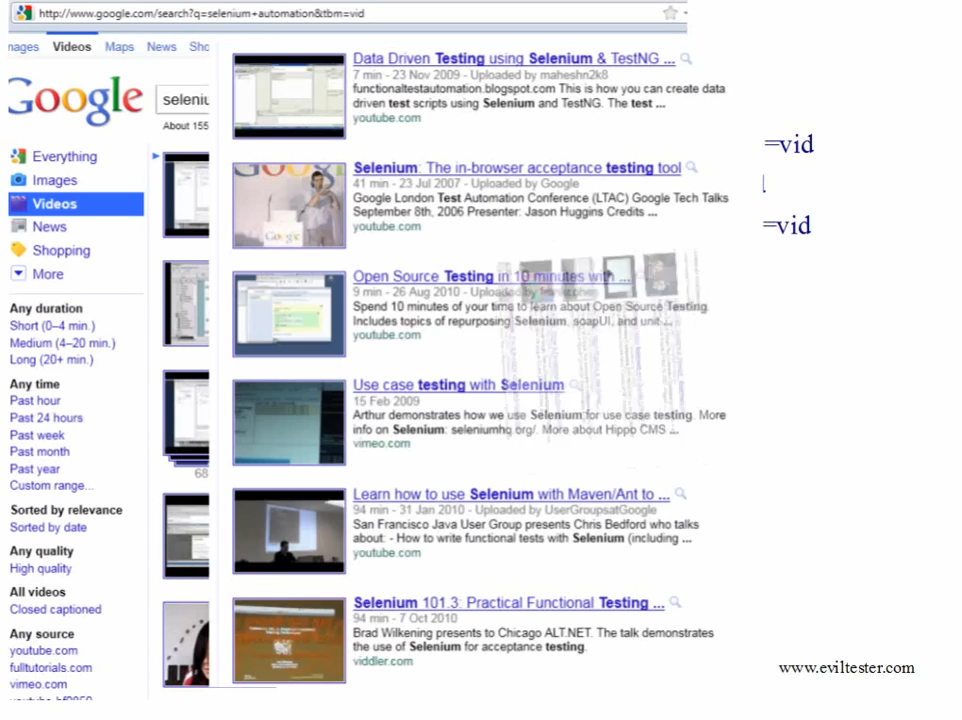 http://www.google.com/search?q=selenium+automation&tbm=vid
Videos Maps News
Google
seleniu
About 155
Everything
Images
Videos
News
Shopping
More
Any duration
Short (0–4 min.)
Medium (4–20 min.)
Long (20+ min.)
Any time
Past hour
Past 24 hours
Past week
Past month
Past year
Custom range...
Sorted by relevance
Sorted by date
Any quality
High quality
All videos
Closed captioned
Any source
youtube.com
fulltutorials.com
vimeo.com
68
Data Driven Testing using Selenium & TestNG ...
7 min - 23 Nov 2009 - Uploaded by maheshn2k8
functionaltestautomation.blogspot.com This is how you can create data
driven test scripts using Selenium and TestNG. The test ...
youtube.com
Selenium: The in-browser acceptance testing tool
41 min - 23 Jul 2007 - Uploaded by Google
Google London Test Automation Conference (LTAC) Google Tech Talks
September 8th, 2006 Presenter: Jason Huggins Credits ...
youtube.com
Open Source Testing in 10 minutes with ...
9 min - 26 Aug 2010 - Uploaded by
Spend 10 minutes of your time to learn about Open Source Testing.
Includes topics of repurposing Selenium, soapUI, and unit ...
youtube.com
Use case testing with Selenium
15 Feb 2009
Arthur demonstrates how we use Selenium for use case testing. More
info on Selenium: seleniumhq.org/. More about Hippo CMS ...
vimeo.com
Learn how to use Selenium with Maven/Ant to ...
94 min - 31 Jan 2010 - Uploaded by UserGroupsatGoogle
San Francisco Java User Group presents Chris Bedford who talks
about: - How to write functional tests with Selenium (including ...
youtube.com
Selenium 101.3: Practical Functional Testing ...
94 min - 7 Oct 2010
Brad Wilkening presents to Chicago ALT.NET. The talk demonstrates
the use of Selenium for acceptance testing.
viddler.com
=vid
=vid
www.eviltester.com